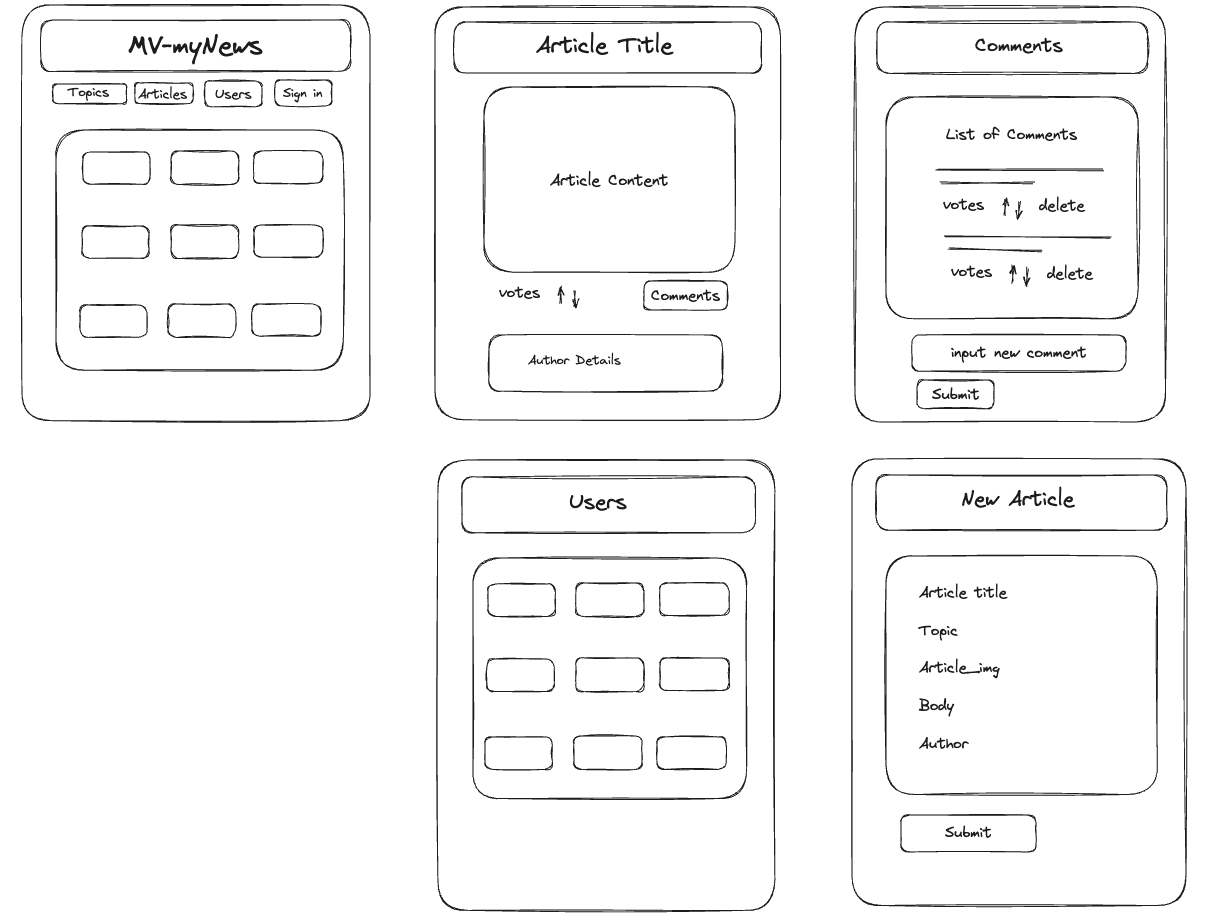 MV-myNews
Topics
Articles
Users
Sign in
Article Title
Article Content
votes
Comments
Author Details
Comments
List of Comments
votes ↑↓ delete
votes ↑↓ delete
input new comment
Submit
Users
New Article
Article title
Topic
Article_img
Body
Author
Submit